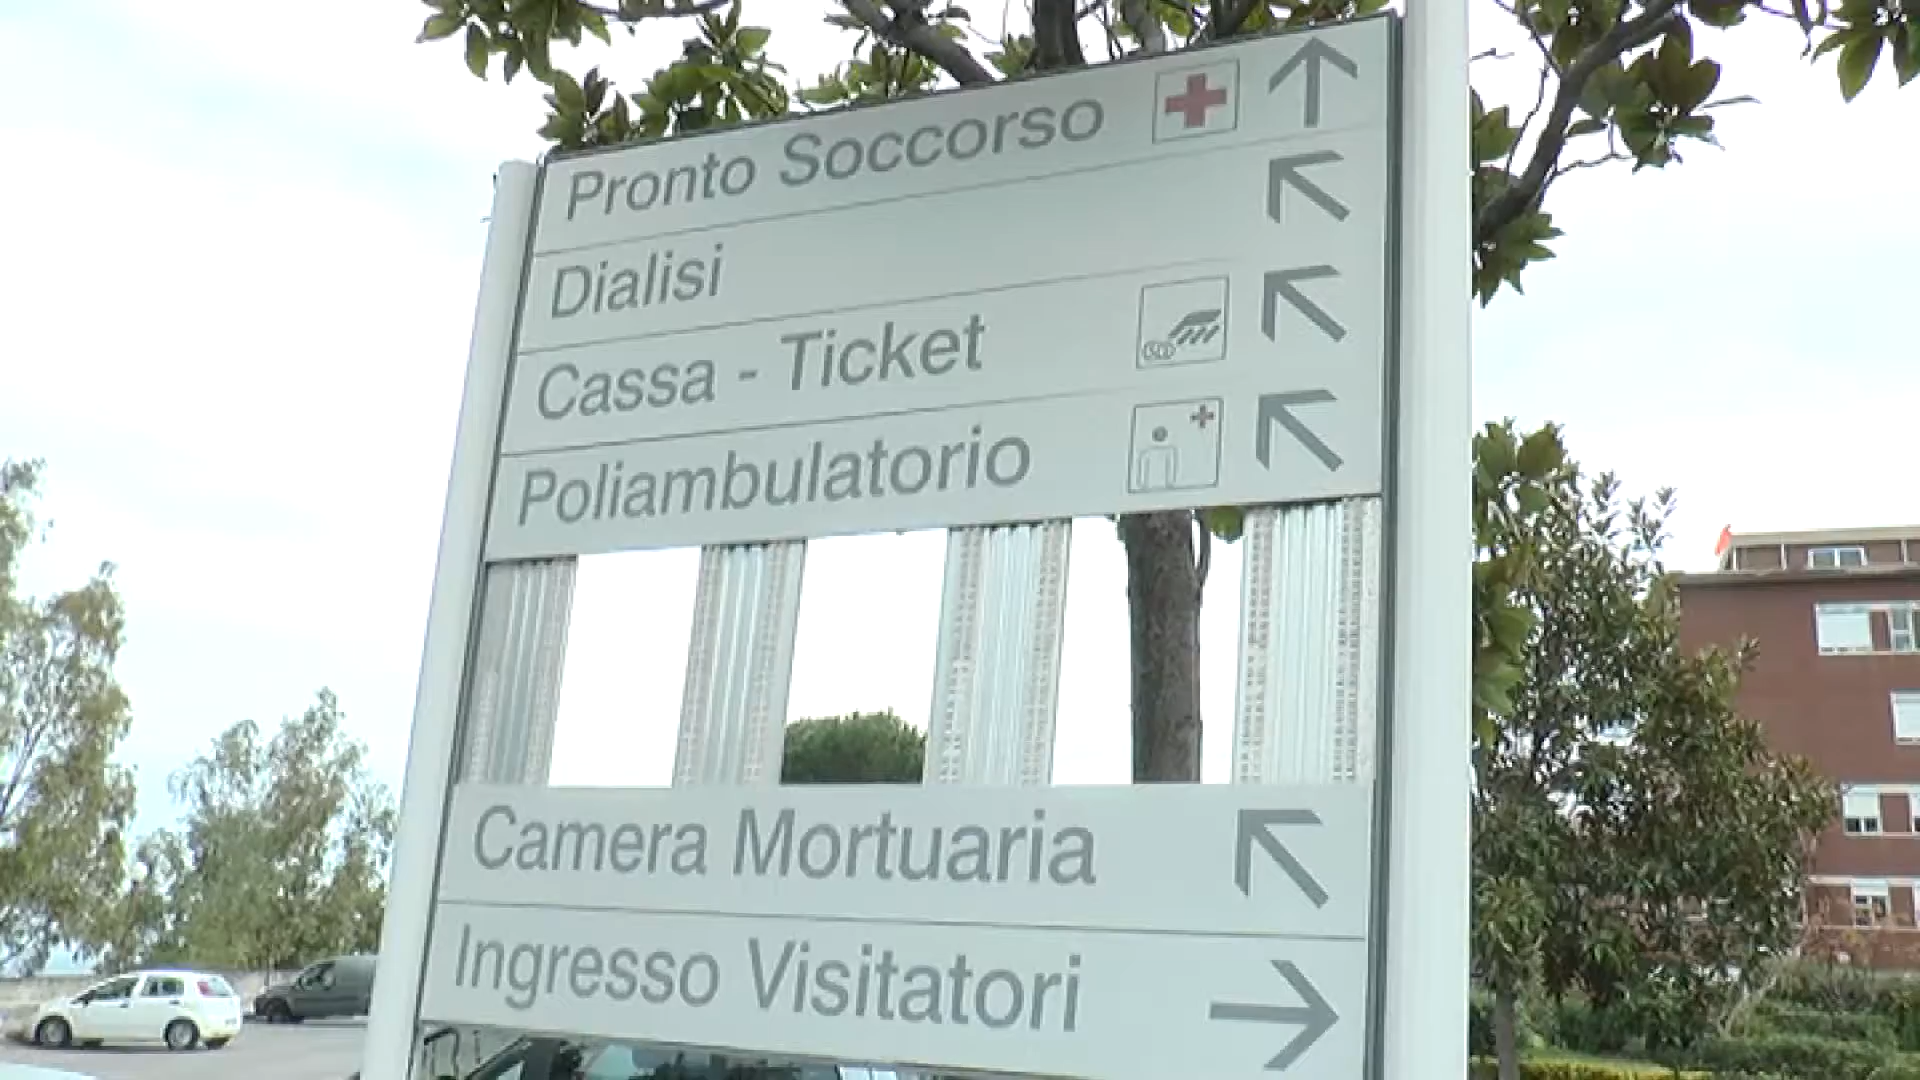 Pronto Soccorso
Dialisi
Cassa - Ticket
Poliambulatorio
Camera Mortuaria
Ingresso Visitatori